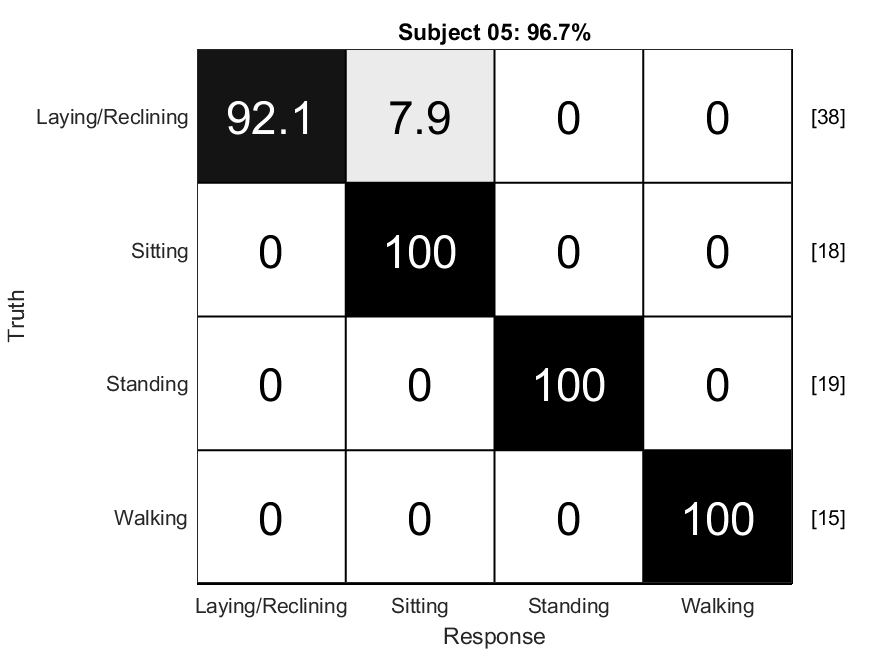 Subject 05: 96.7%
Laying/Reclining 92.1 7.9 0 0 [38]
Sitting 0 100 0 0 [18]
Truth
Standing 0 0 100 0 [19]
Walking 0 0 0 100 [15]
Laying/Reclining Sitting Standing Walking
Response